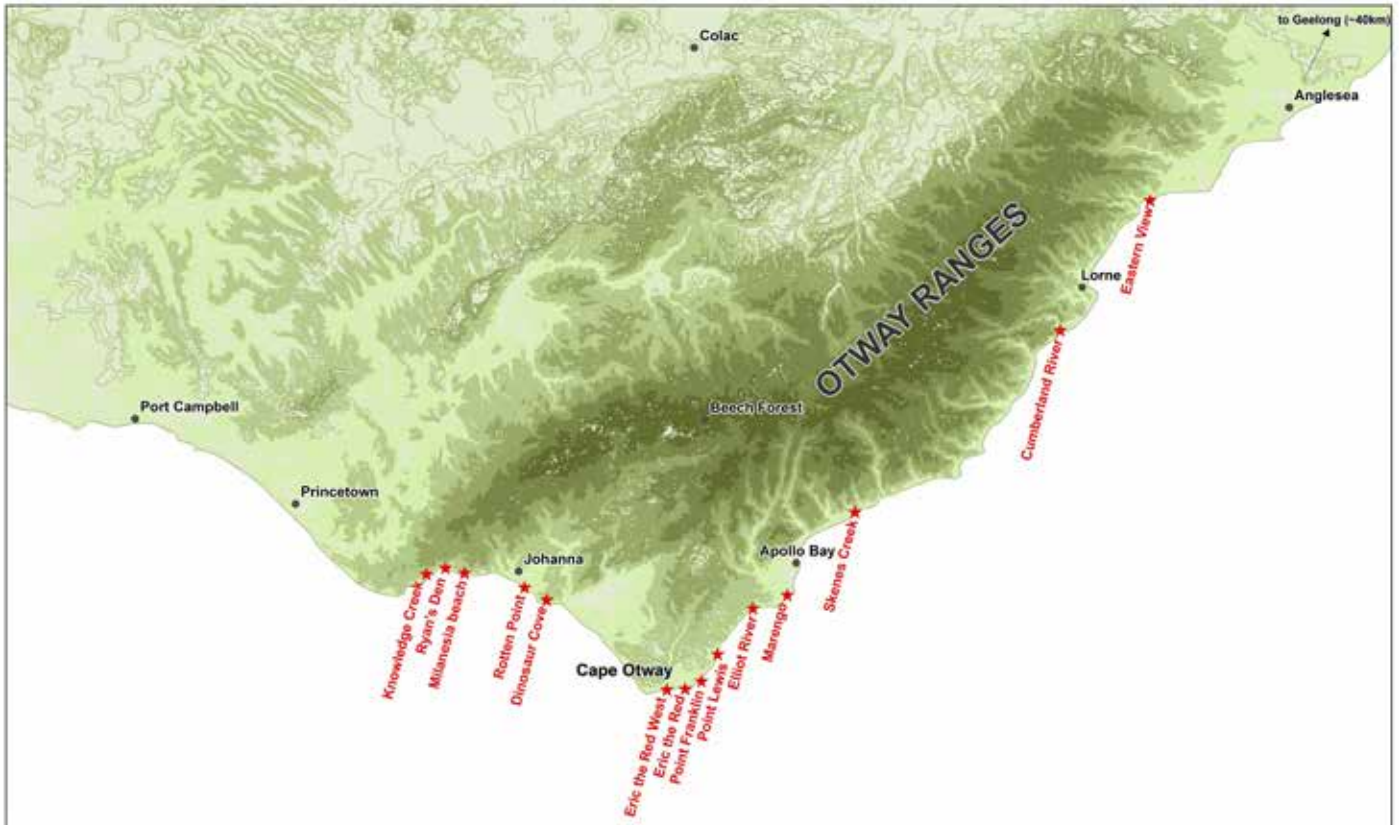 to Geelong (~40km)
Colac
Anglesea
OTWAY RANGES
Eastern View
Lorne
Cumberland River
Port Campbell
Beech Forest
Princetown
Skenes Creek
Johanna
Apollo Bay
Knowledge Creek
Ryan's Den
Milanesia beach
Rotten Point
Dinosaur Cove
Marengo
Elliot River
Cape Otway
Point Lewis
Point Franklin
Eric the Red
Eric the Red West